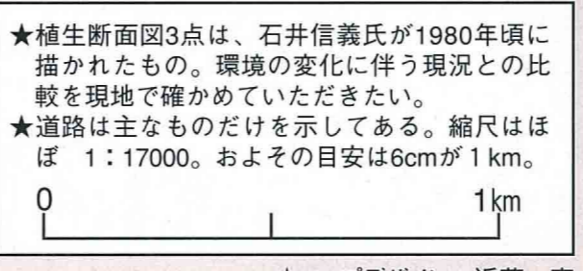 ★植生断面図3点は、石井信義氏が1980年頃に
描かれたもの。環境の変化に伴う現況との比
較を現地で確かめていただきたい。
★道路は主なものだけを示してある。縮尺はほ
ぼ 1：17000。およその目安は6cmが1km。
0 1km